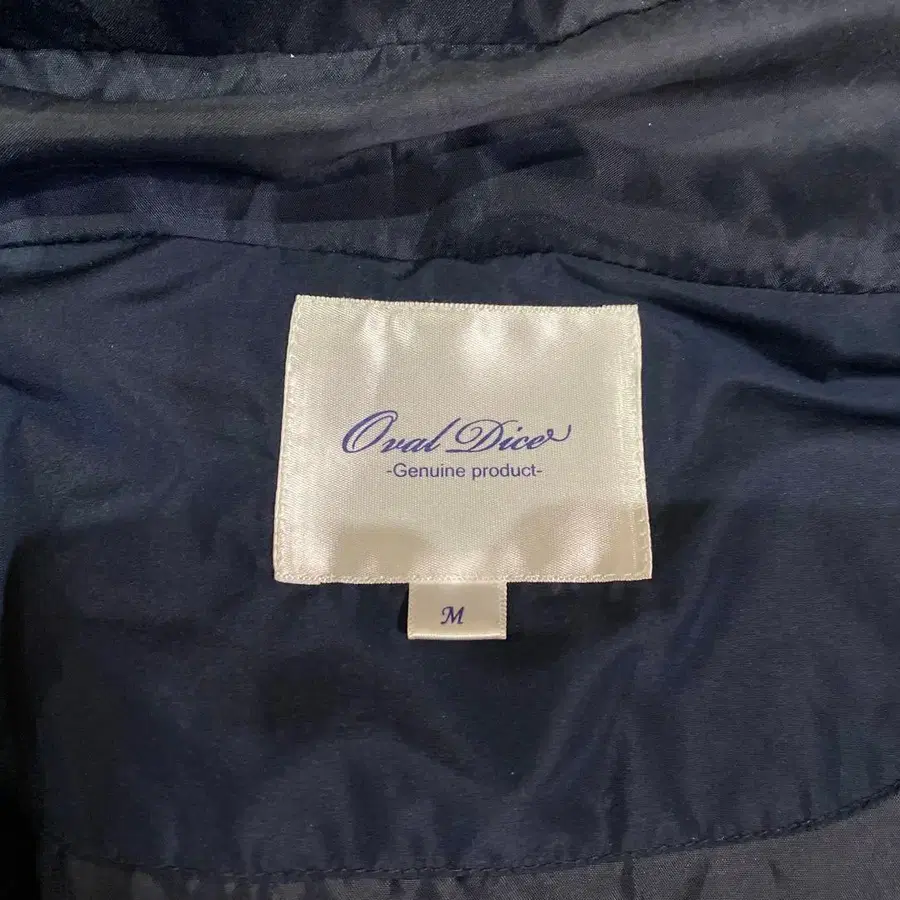 Oval Dice
-Genuine product-
M